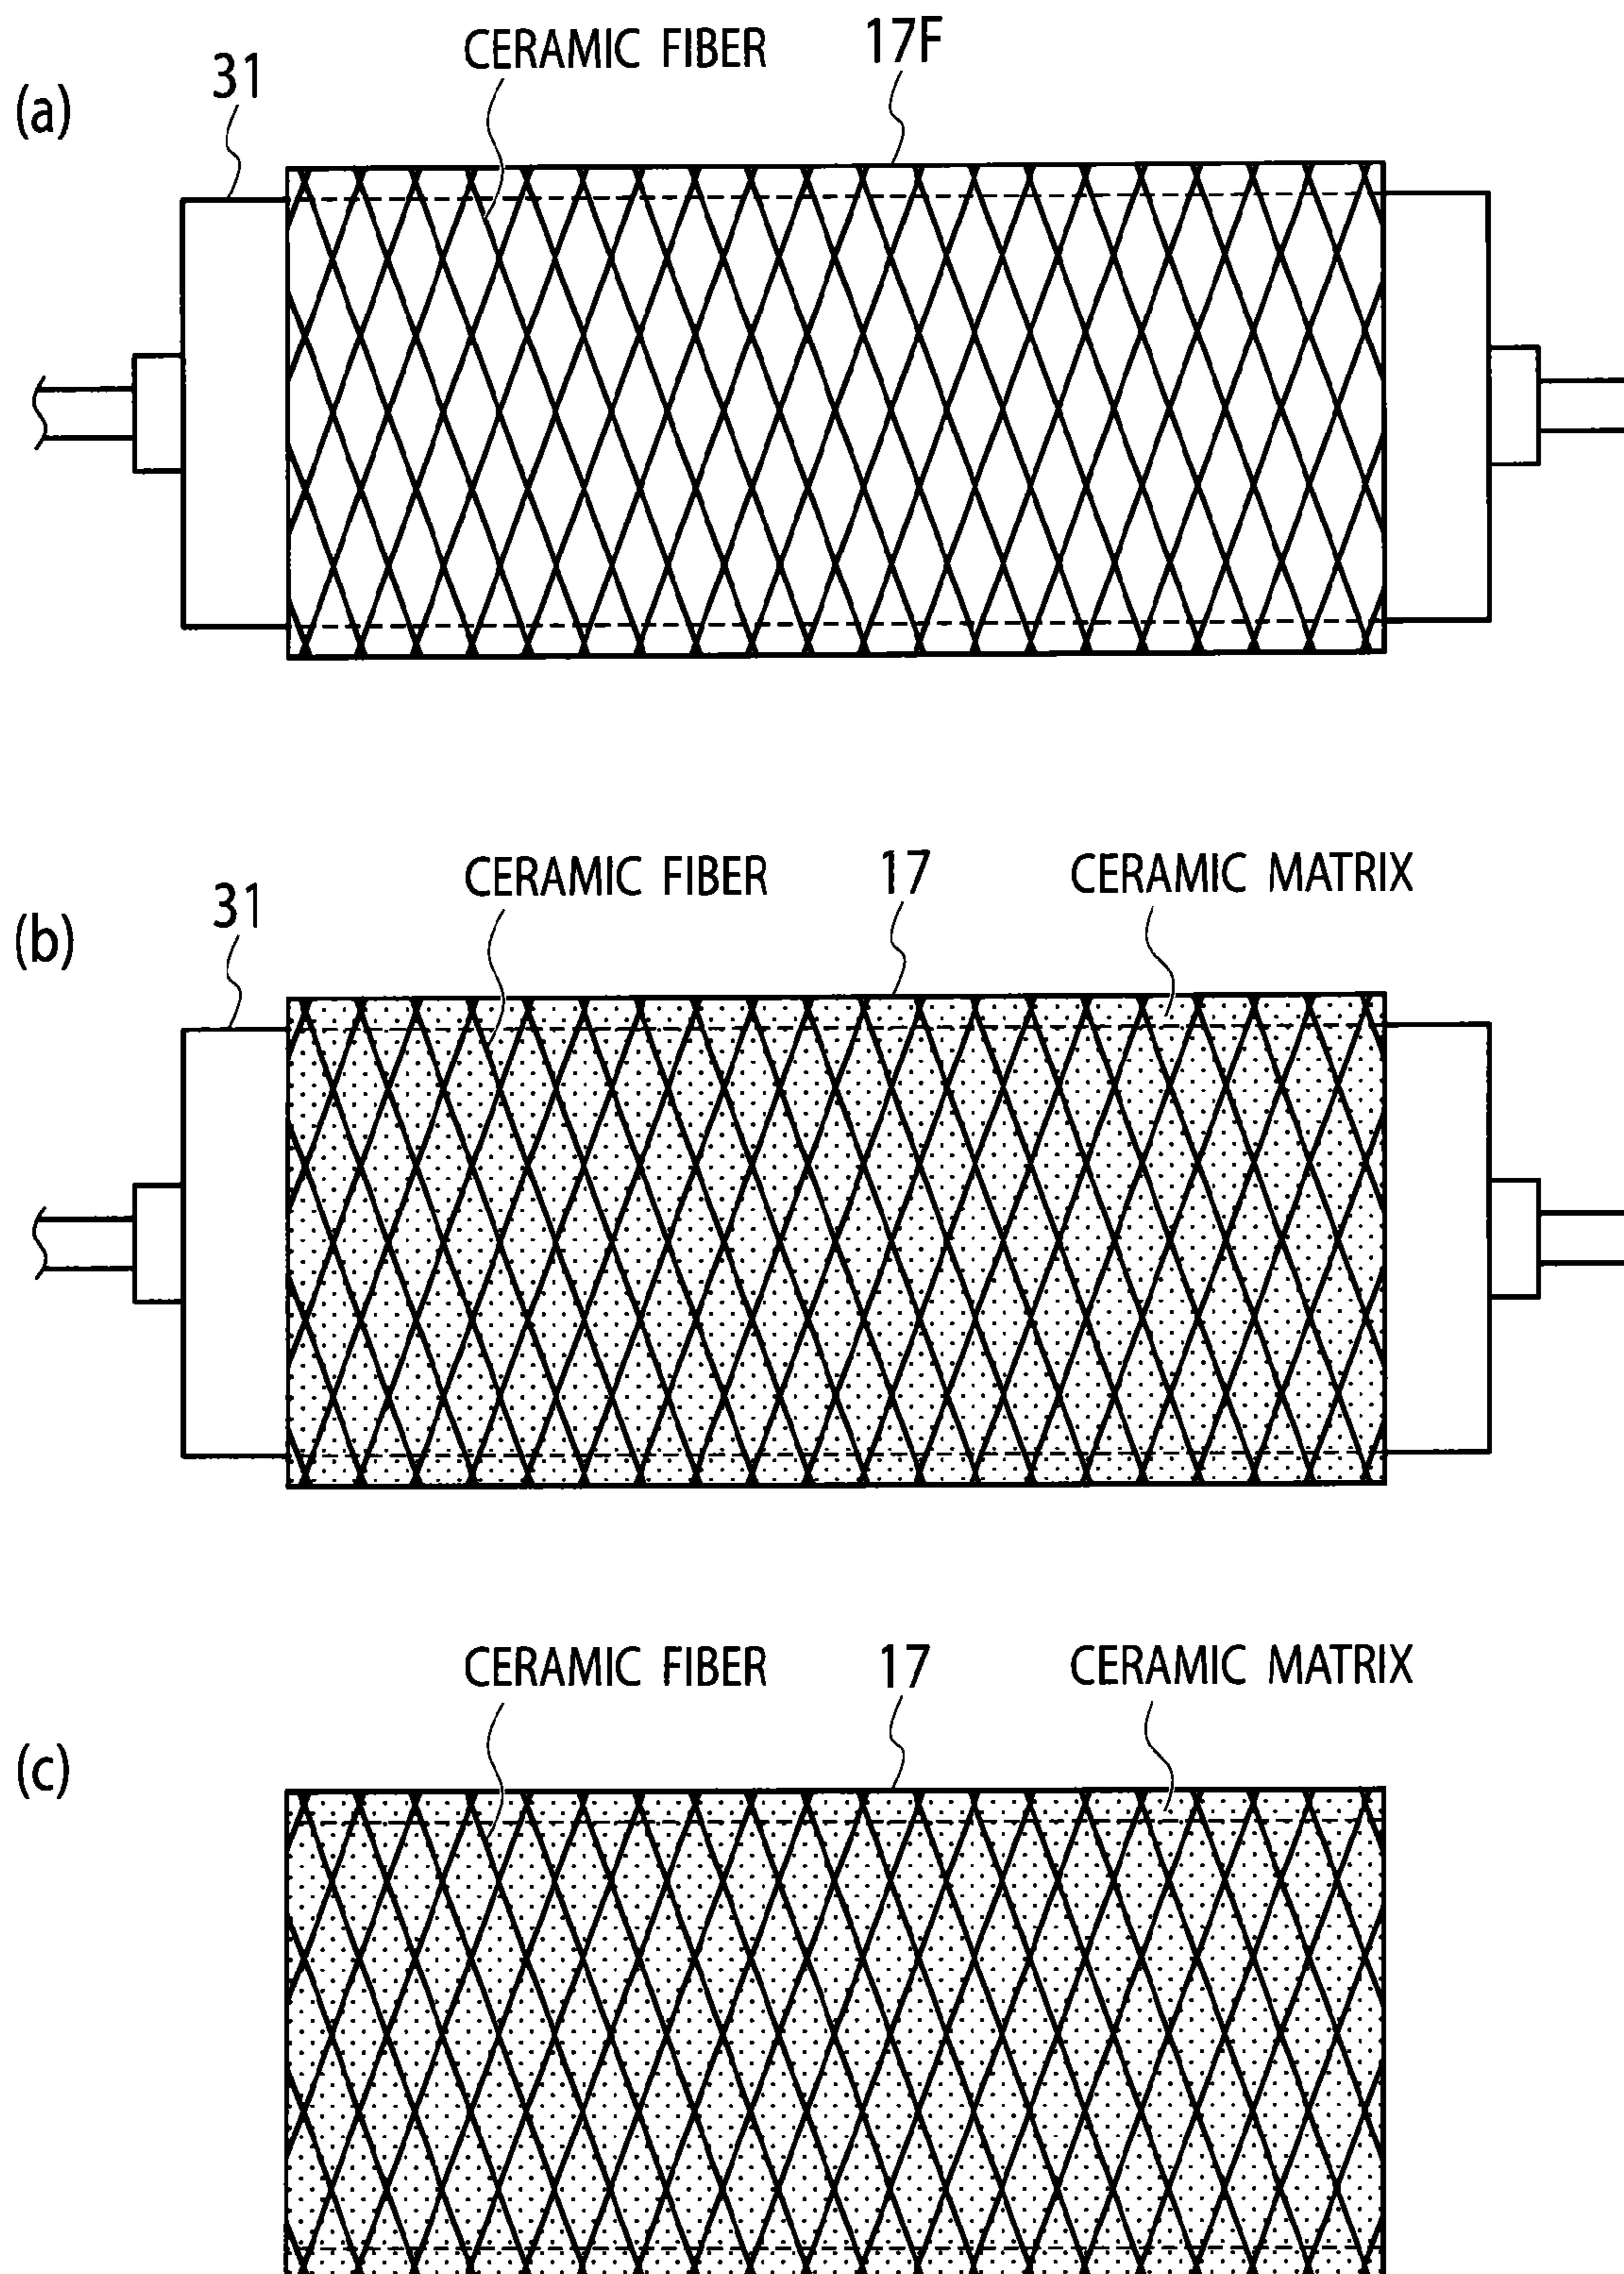 (a)
31
CERAMIC FIBER
17F
(b)
31
CERAMIC FIBER
17
CERAMIC MATRIX
(c)
CERAMIC FIBER
17
CERAMIC MATRIX